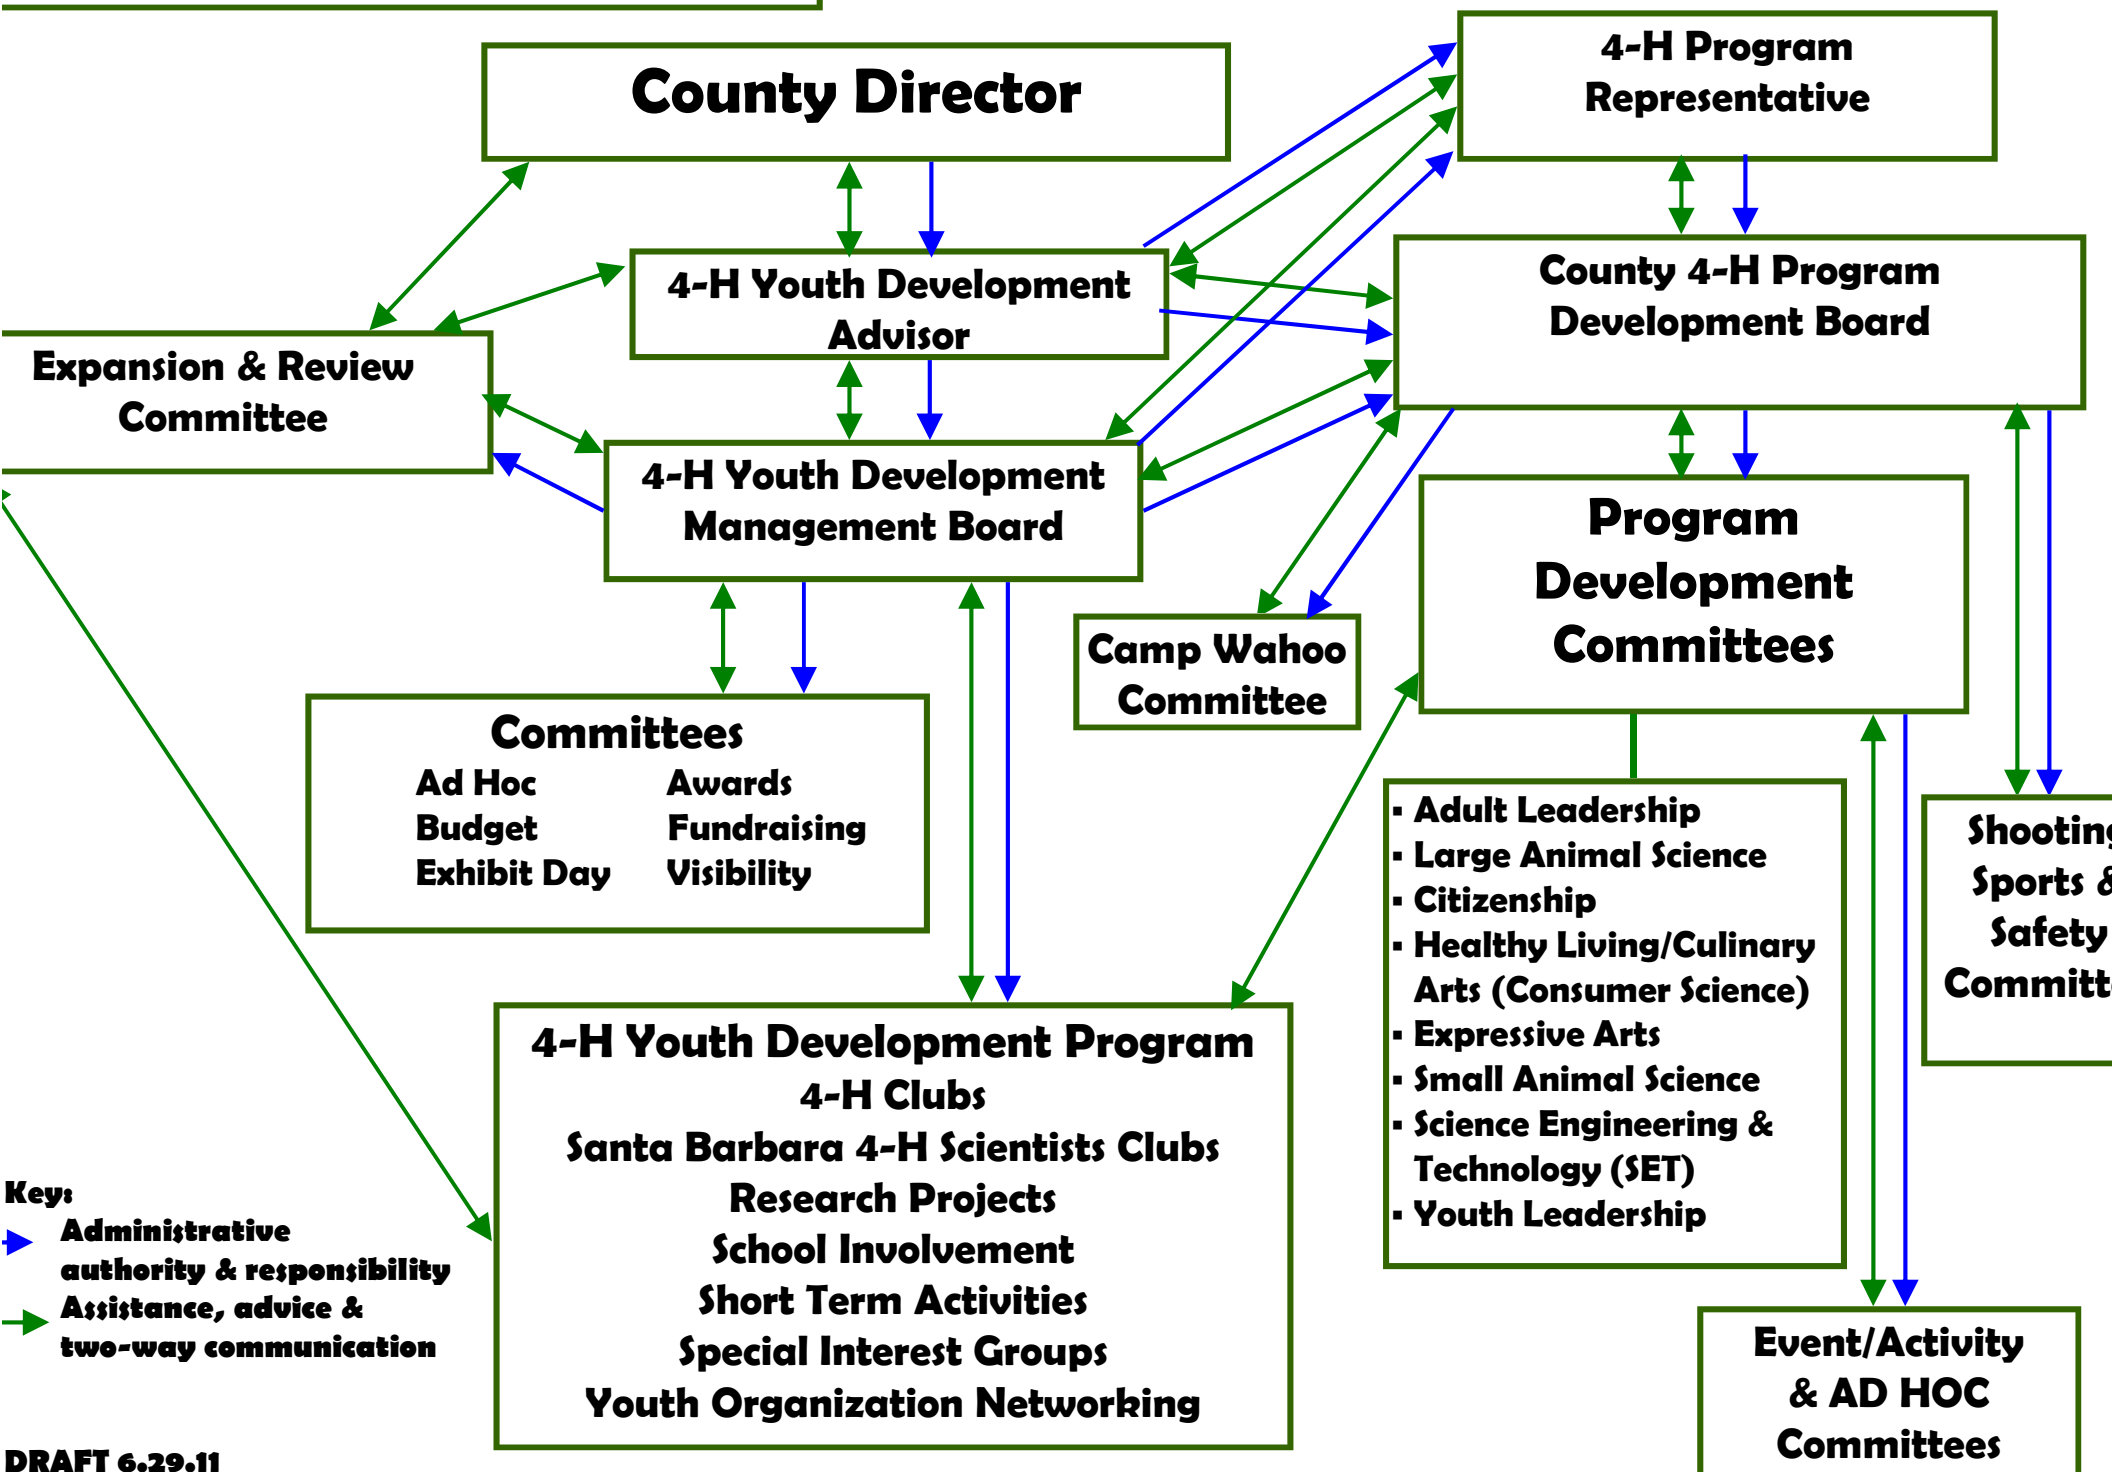 County Director
4-H Program
Representative
4-H Youth Development
Advisor
County 4-H Program
Development Board
Expansion & Review
Committee
4-H Youth Development
Management Board
Program
Development
Committees
Camp Wahoo
Committee
Committees
Ad Hoc Awards
Budget Fundraising
Exhibit Day Visibility
▪ Adult Leadership
▪ Large Animal Science
▪ Citizenship
▪ Healthy Living/Culinary
Arts (Consumer Science)
▪ Expressive Arts
▪ Small Animal Science
▪ Science Engineering &
Technology (SET)
▪ Youth Leadership
Shooting
Sports &
Safety
Committe
4-H Youth Development Program
4-H Clubs
Santa Barbara 4-H Scientists Clubs
Research Projects
School Involvement
Short Term Activities
Special Interest Groups
Youth Organization Networking
Key:
Administrative
authority & responsibility
Assistance, advice &
two-way communication
Event/Activity
& AD HOC
Committees
DRAFT 6.29.11